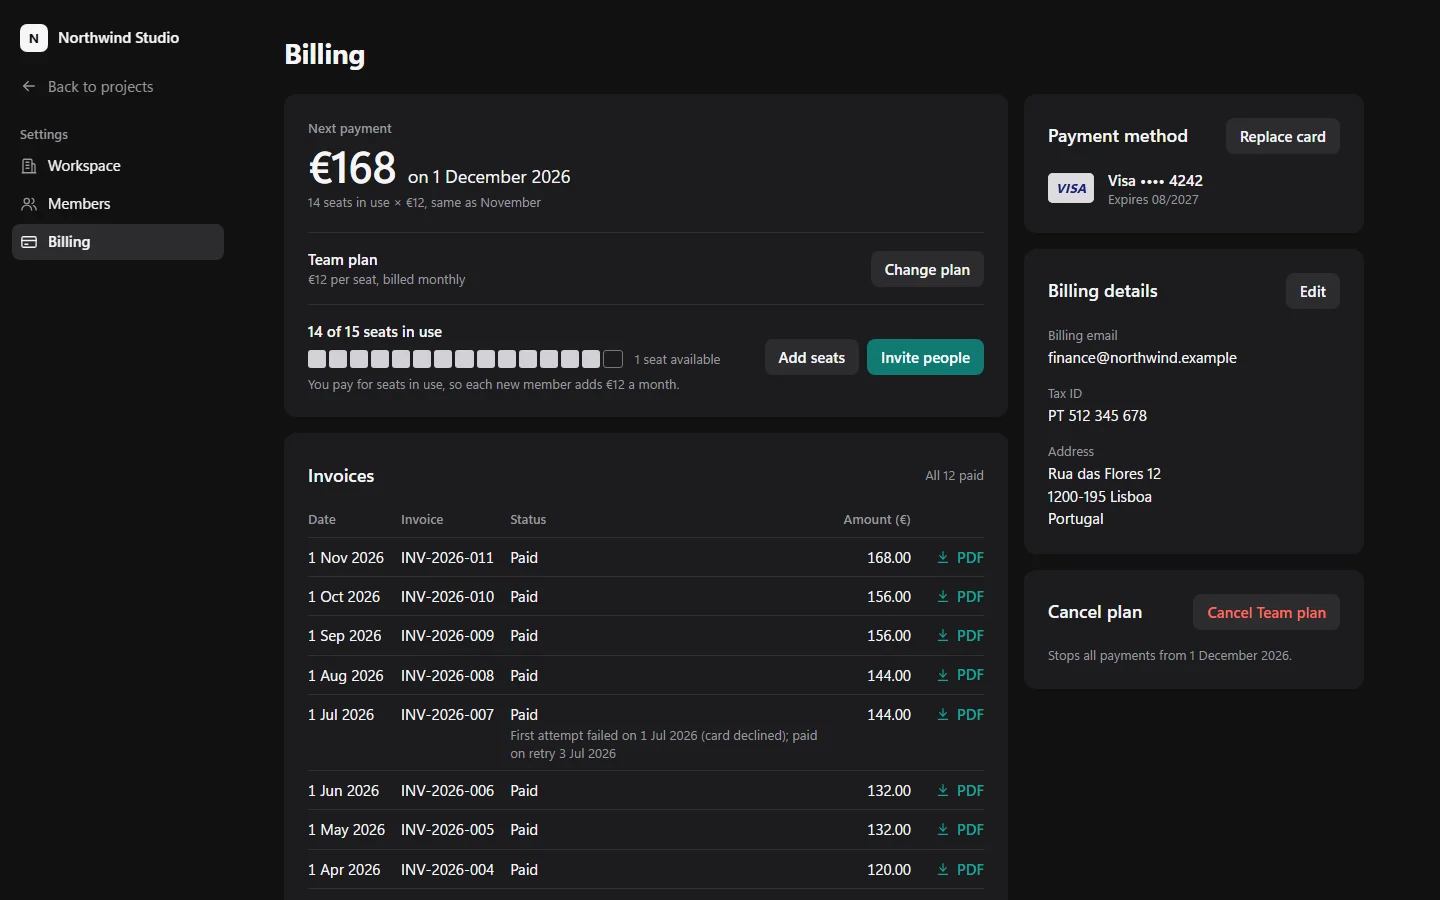 N Northwind Studio
Back to projects
Settings
Workspace
Members
Billing
Billing
Next payment
€168 on 1 December 2026
14 seats in use × €12, same as November
Team plan
€12 per seat, billed monthly
Change plan
14 of 15 seats in use
1 seat available
Add seats
Invite people
You pay for seats in use, so each new member adds €12 a month.
Invoices
All 12 paid
Date Invoice Status Amount (€)
1 Nov 2026 INV-2026-011 Paid 168.00 PDF
1 Oct 2026 INV-2026-010 Paid 156.00 PDF
1 Sep 2026 INV-2026-009 Paid 156.00 PDF
1 Aug 2026 INV-2026-008 Paid 144.00 PDF
1 Jul 2026 INV-2026-007 Paid 144.00 PDF
First attempt failed on 1 Jul 2026 (card declined); paid
on retry 3 Jul 2026
1 Jun 2026 INV-2026-006 Paid 132.00 PDF
1 May 2026 INV-2026-005 Paid 132.00 PDF
1 Apr 2026 INV-2026-004 Paid 120.00 PDF
Payment method
Replace card
VISA
Visa •••• 4242
Expires 08/2027
Billing details
Edit
Billing email
finance@northwind.example
Tax ID
PT 512 345 678
Address
Rua das Flores 12
1200-195 Lisboa
Portugal
Cancel plan
Cancel Team plan
Stops all payments from 1 December 2026.